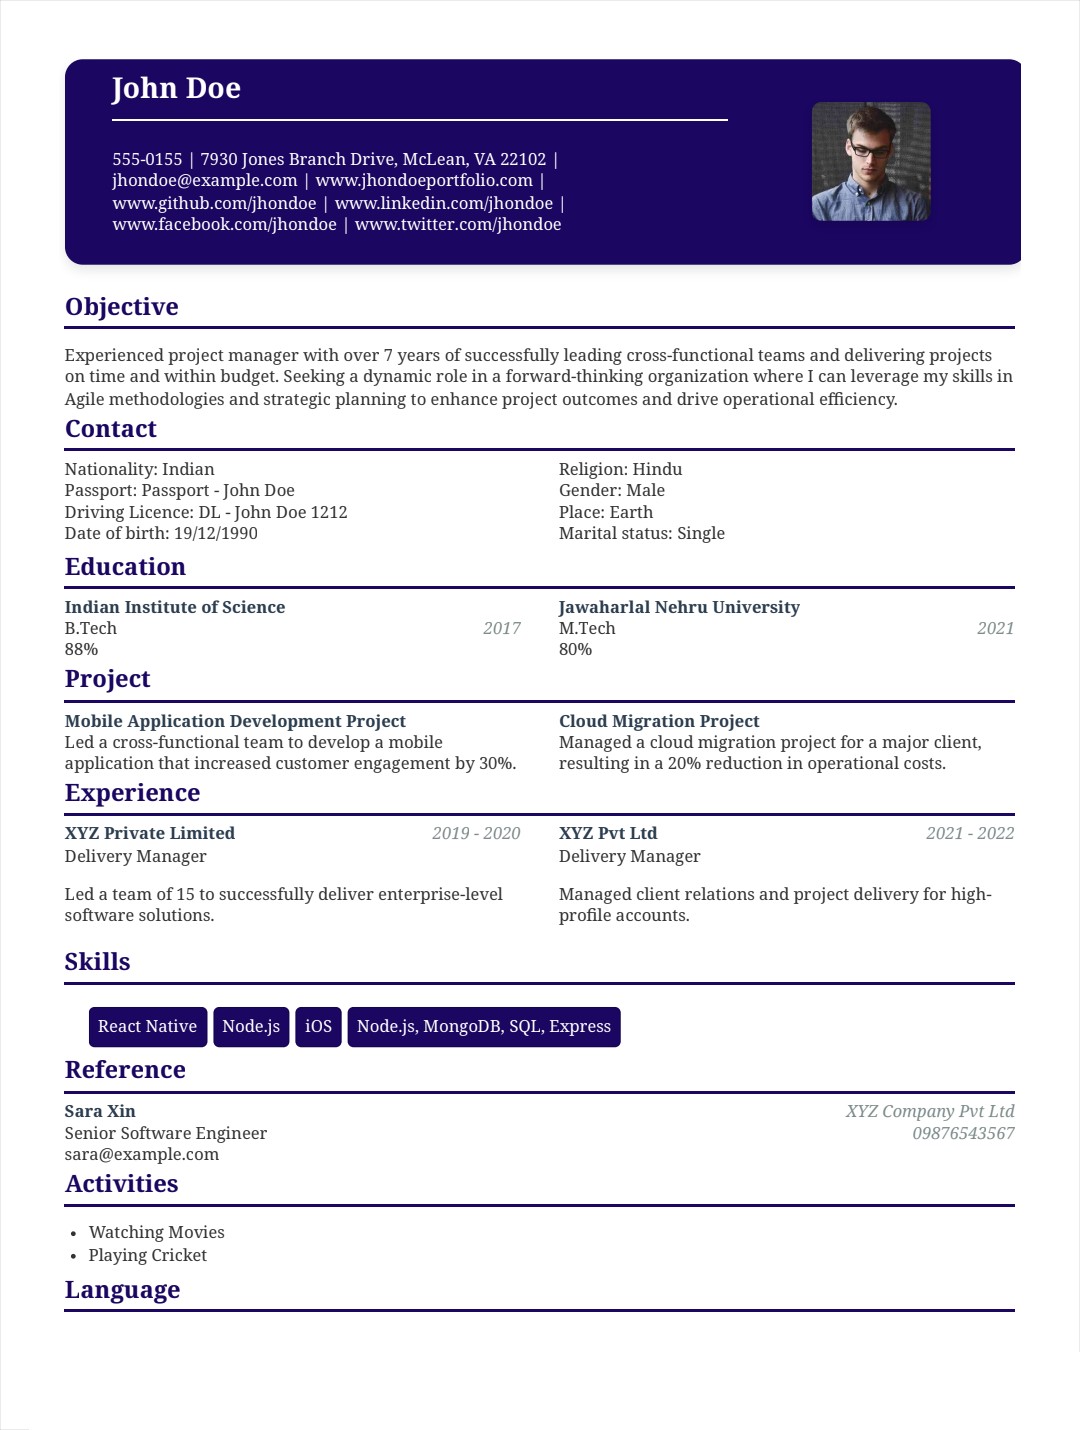 John Doe
555-0155 | 7930 Jones Branch Drive, McLean, VA 22102 |
jhondoe@example.com | www.jhondoeportfolio.com |
www.github.com/jhondoe | www.linkedin.com/jhondoe |
www.facebook.com/jhondoe | www.twitter.com/jhondoe
Objective
Experienced project manager with over 7 years of successfully leading cross-functional teams and delivering projects
on time and within budget. Seeking a dynamic role in a forward-thinking organization where I can leverage my skills in
Agile methodologies and strategic planning to enhance project outcomes and drive operational efficiency.
Contact
Nationality: Indian
Passport: Passport - John Doe
Driving Licence: DL - John Doe 1212
Date of birth: 19/12/1990
Religion: Hindu
Gender: Male
Place: Earth
Marital status: Single
Education
Indian Institute of Science
B.Tech 2017
88%
Jawaharlal Nehru University
M.Tech 2021
80%
Project
Mobile Application Development Project
Led a cross-functional team to develop a mobile
application that increased customer engagement by 30%.
Cloud Migration Project
Managed a cloud migration project for a major client,
resulting in a 20% reduction in operational costs.
Experience
XYZ Private Limited 2019 - 2020
Delivery Manager
Led a team of 15 to successfully deliver enterprise-level
software solutions.
XYZ Pvt Ltd 2021 - 2022
Delivery Manager
Managed client relations and project delivery for high-
profile accounts.
Skills
React Native Node.js iOS Node.js, MongoDB, SQL, Express
Reference
Sara Xin XYZ Company Pvt Ltd
Senior Software Engineer 09876543567
sara@example.com
Activities
• Watching Movies
• Playing Cricket
Language